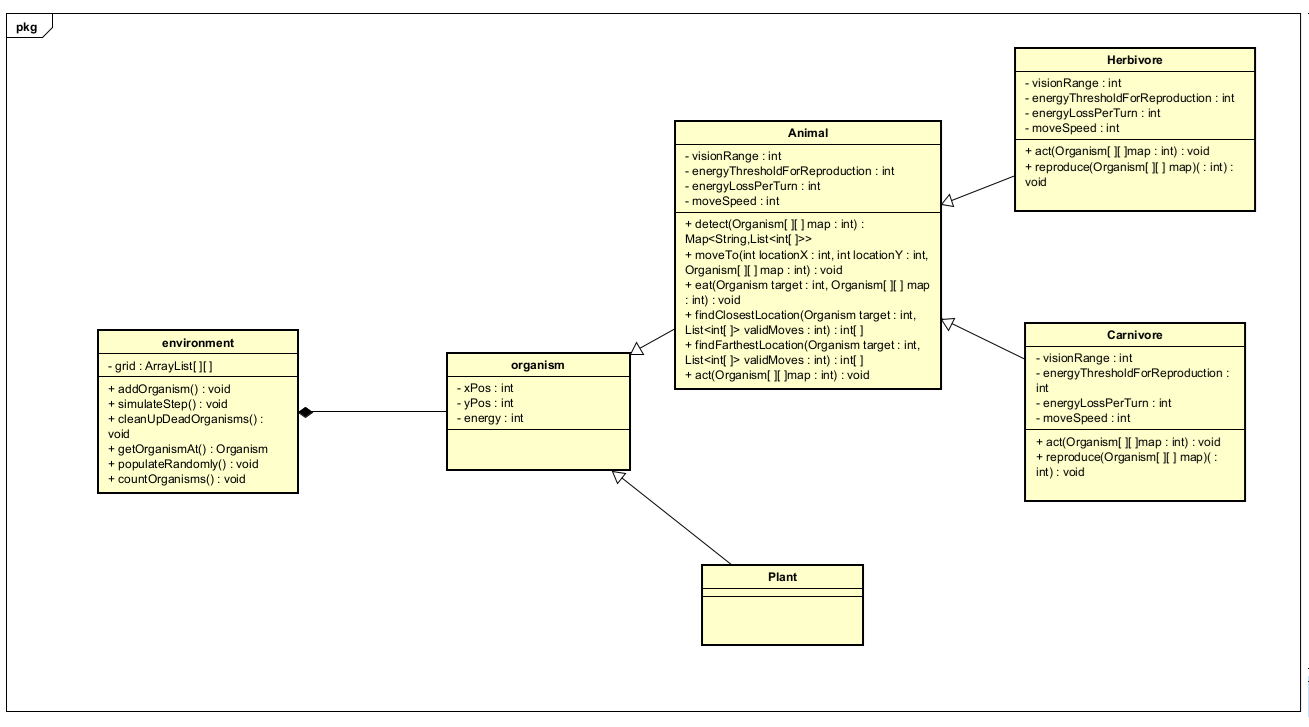 pkg
Herbivore
- visionRange : int
- energyThresholdForReproduction : int
- energyLossPerTurn : int
- moveSpeed : int
+ act(Organism[ ][ ]map : int) : void
+ reproduce(Organism[ ][ ] map)( : int) :
void
Animal
- visionRange : int
- energyThresholdForReproduction : int
- energyLossPerTurn : int
- moveSpeed : int
+ detect(Organism[ ][ ] map : int) :
Map<String,List<int[ ]>>
+ moveTo(int locationX : int, int locationY : int,
Organism[ ][ ] map : int) : void
+ eat(Organism target : int, Organism[ ][ ] map
: int) : void
+ findClosestLocation(Organism target : int,
List<int[ ]> validMoves : int) : int[ ]
+ findFarthestLocation(Organism target : int,
List<int[ ]> validMoves : int) : int[ ]
+ act(Organism[ ][ ]map : int) : void
Carnivore
- visionRange : int
- energyThresholdForReproduction :
int
- energyLossPerTurn : int
- moveSpeed : int
+ act(Organism[ ][ ]map : int) : void
+ reproduce(Organism[ ][ ] map)( :
int) : void
environment
- grid : ArrayList[ ][ ]
+ addOrganism() : void
+ simulateStep() : void
+ cleanUpDeadOrganisms() :
void
+ getOrganismAt() : Organism
+ populateRandomly() : void
+ countOrganisms() : void
organism
- xPos : int
- yPos : int
- energy : int
Plant